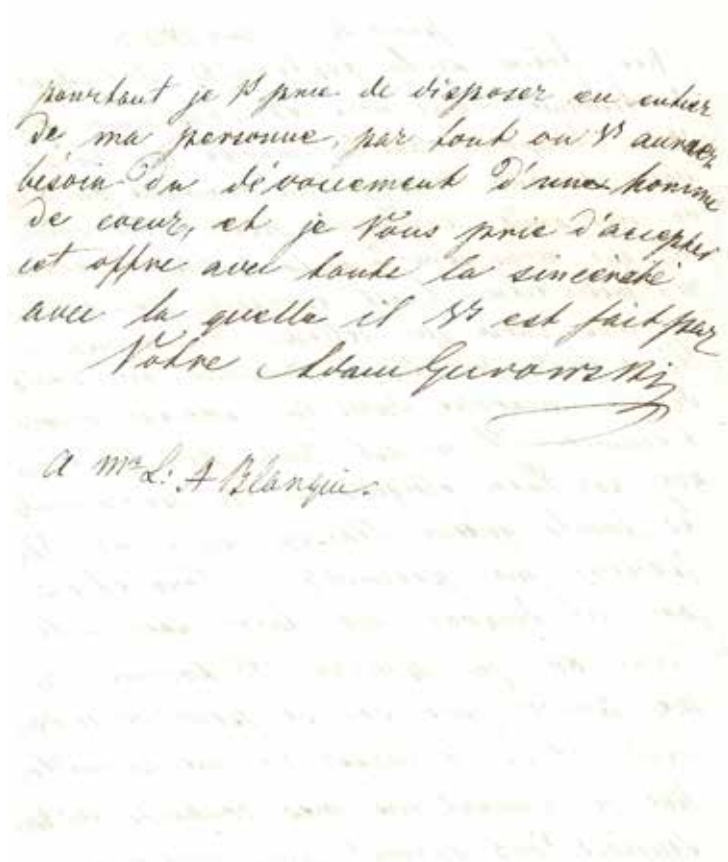 pourtant je Vs prie de disposer en entier
de ma personne, par tout ou Vs aurez
besoin du dévouement d'une homme
de coeur, et je Vous prie d'accepter
cet offre avec toute la sincerité
avec la quelle il Vs est fait par
Vôtre Adam Gurowski
a Mr L. A Blanqui.